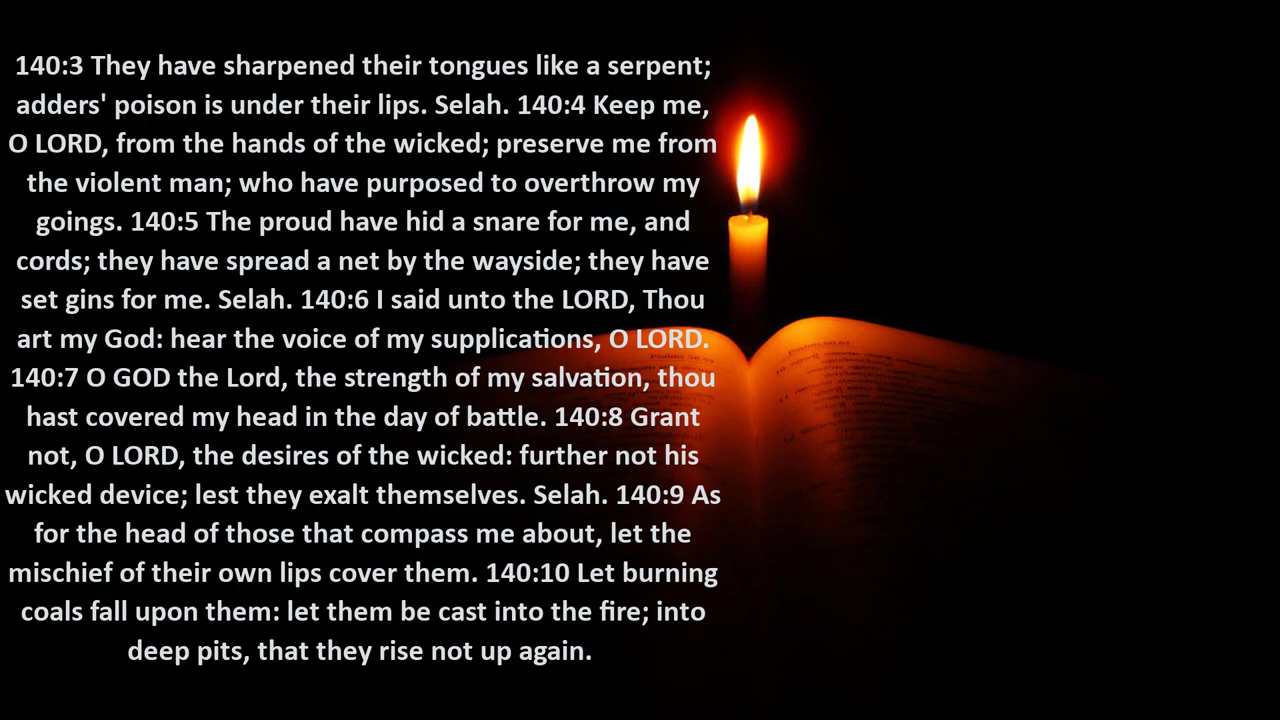 140:3 They have sharpened their tongues like a serpent;
adders' poison is under their lips. Selah. 140:4 Keep me,
O LORD, from the hands of the wicked; preserve me from
the violent man; who have purposed to overthrow my
goings. 140:5 The proud have hid a snare for me, and
cords; they have spread a net by the wayside; they have
set gins for me. Selah. 140:6 I said unto the LORD, Thou
art my God: hear the voice of my supplications, O LORD.
140:7 O GOD the Lord, the strength of my salvation, thou
hast covered my head in the day of battle. 140:8 Grant
not, O LORD, the desires of the wicked: further not his
wicked device; lest they exalt themselves. Selah. 140:9 As
for the head of those that compass me about, let the
mischief of their own lips cover them. 140:10 Let burning
coals fall upon them: let them be cast into the fire; into
deep pits, that they rise not up again.